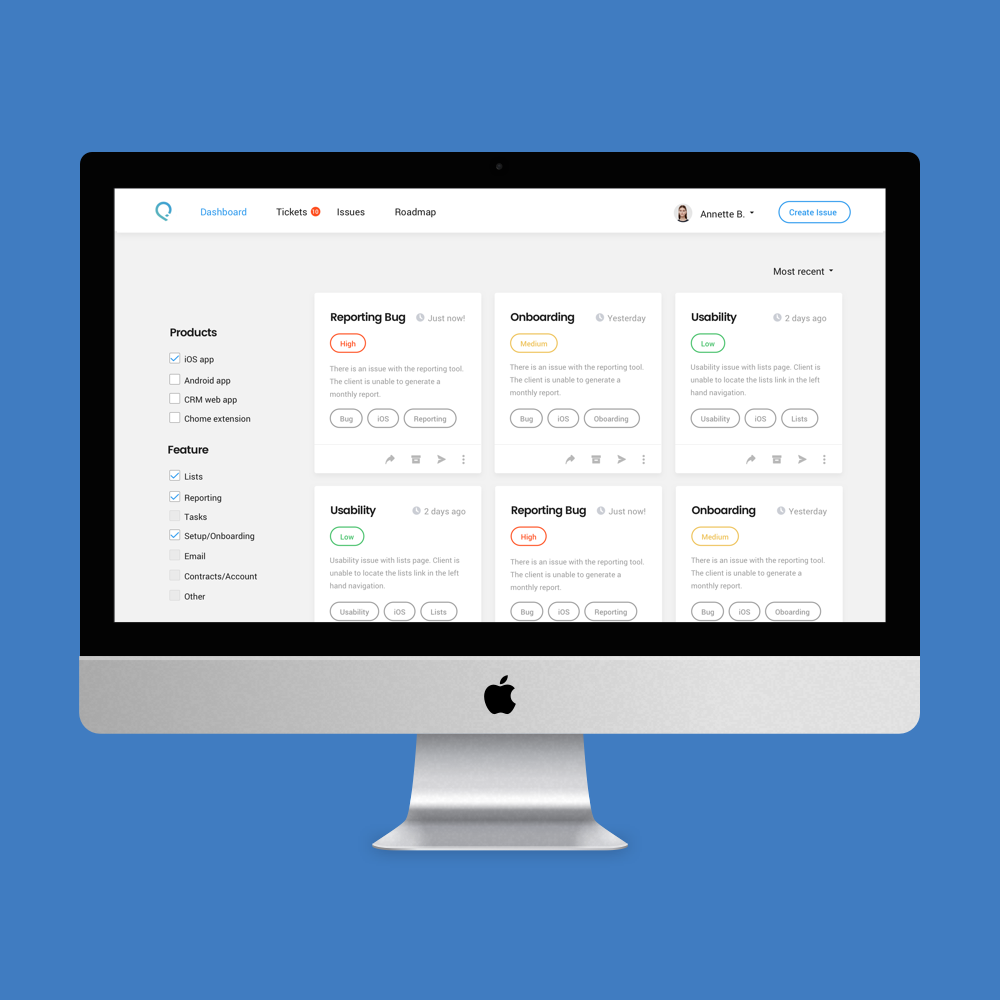 Dashboard
Tickets 10
Issues
Roadmap
Annette B.
Create Issue
Most recent
Products
iOS app
Android app
CRM web app
Chome extension
Feature
Lists
Reporting
Tasks
Setup/Onboarding
Email
Contracts/Account
Other
Reporting Bug
Just now!
High
There is an issue with the reporting tool.
The client is unable to generate a
monthly report.
Bug
iOS
Reporting
Onboarding
Yesterday
Medium
There is an issue with the reporting tool.
The client is unable to generate a
monthly report.
Bug
iOS
Oboarding
Usability
2 days ago
Low
Usability issue with lists page. Client is
unable to locate the lists link in the left
hand navigation.
Usability
iOS
Lists
Usability
2 days ago
Low
Usability issue with lists page. Client is
unable to locate the lists link in the left
hand navigation.
Usability
iOS
Lists
Reporting Bug
Just now!
High
There is an issue with the reporting tool.
The client is unable to generate a
monthly report.
Bug
iOS
Reporting
Onboarding
Yesterday
Medium
There is an issue with the reporting tool.
The client is unable to generate a
monthly report.
Bug
iOS
Oboarding